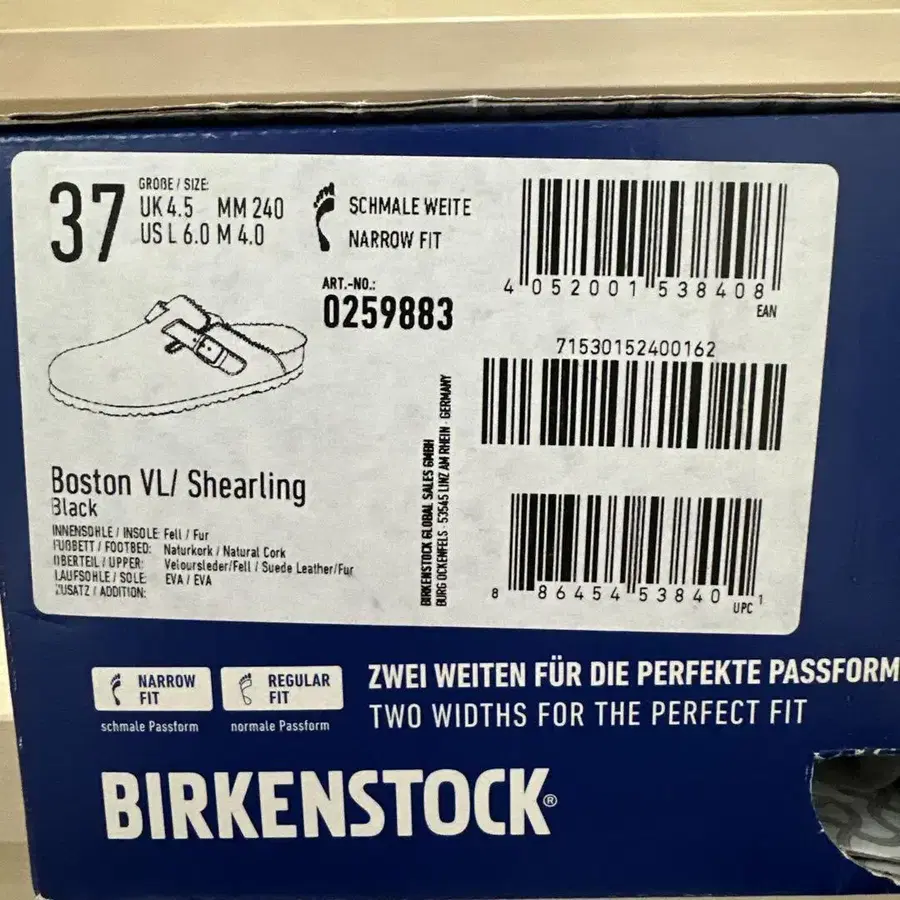 37
GRÖßE / SIZE:
UK 4.5 MM 240
US L 6.0 M 4.0
SCHMALE WEITE
NARROW FIT
ART.-NO.:
0259883
4 052001 538408
EAN
71530152400162
8 86454 53840 1
UPC
BIRKENSTOCK GLOBAL SALES GMBH
BURG OCKENFELS - 53545 LINZ AM RHEIN - GERMANY
Boston VL/ Shearling
Black
INNENSOHLE / INSOLE: Fell / Fur
FUßBETT / FOOTBED: Naturkork / Natural Cork
OBERTEIL / UPPER: Veloursleder/Fell / Suede Leather/Fur
LAUFSOHLE / SOLE: EVA / EVA
ZUSATZ / ADDITION:
NARROW
FIT
schmale Passform
REGULAR
FIT
normale Passform
ZWEI WEITEN FÜR DIE PERFEKTE PASSFORM
TWO WIDTHS FOR THE PERFECT FIT
BIRKENSTOCK®